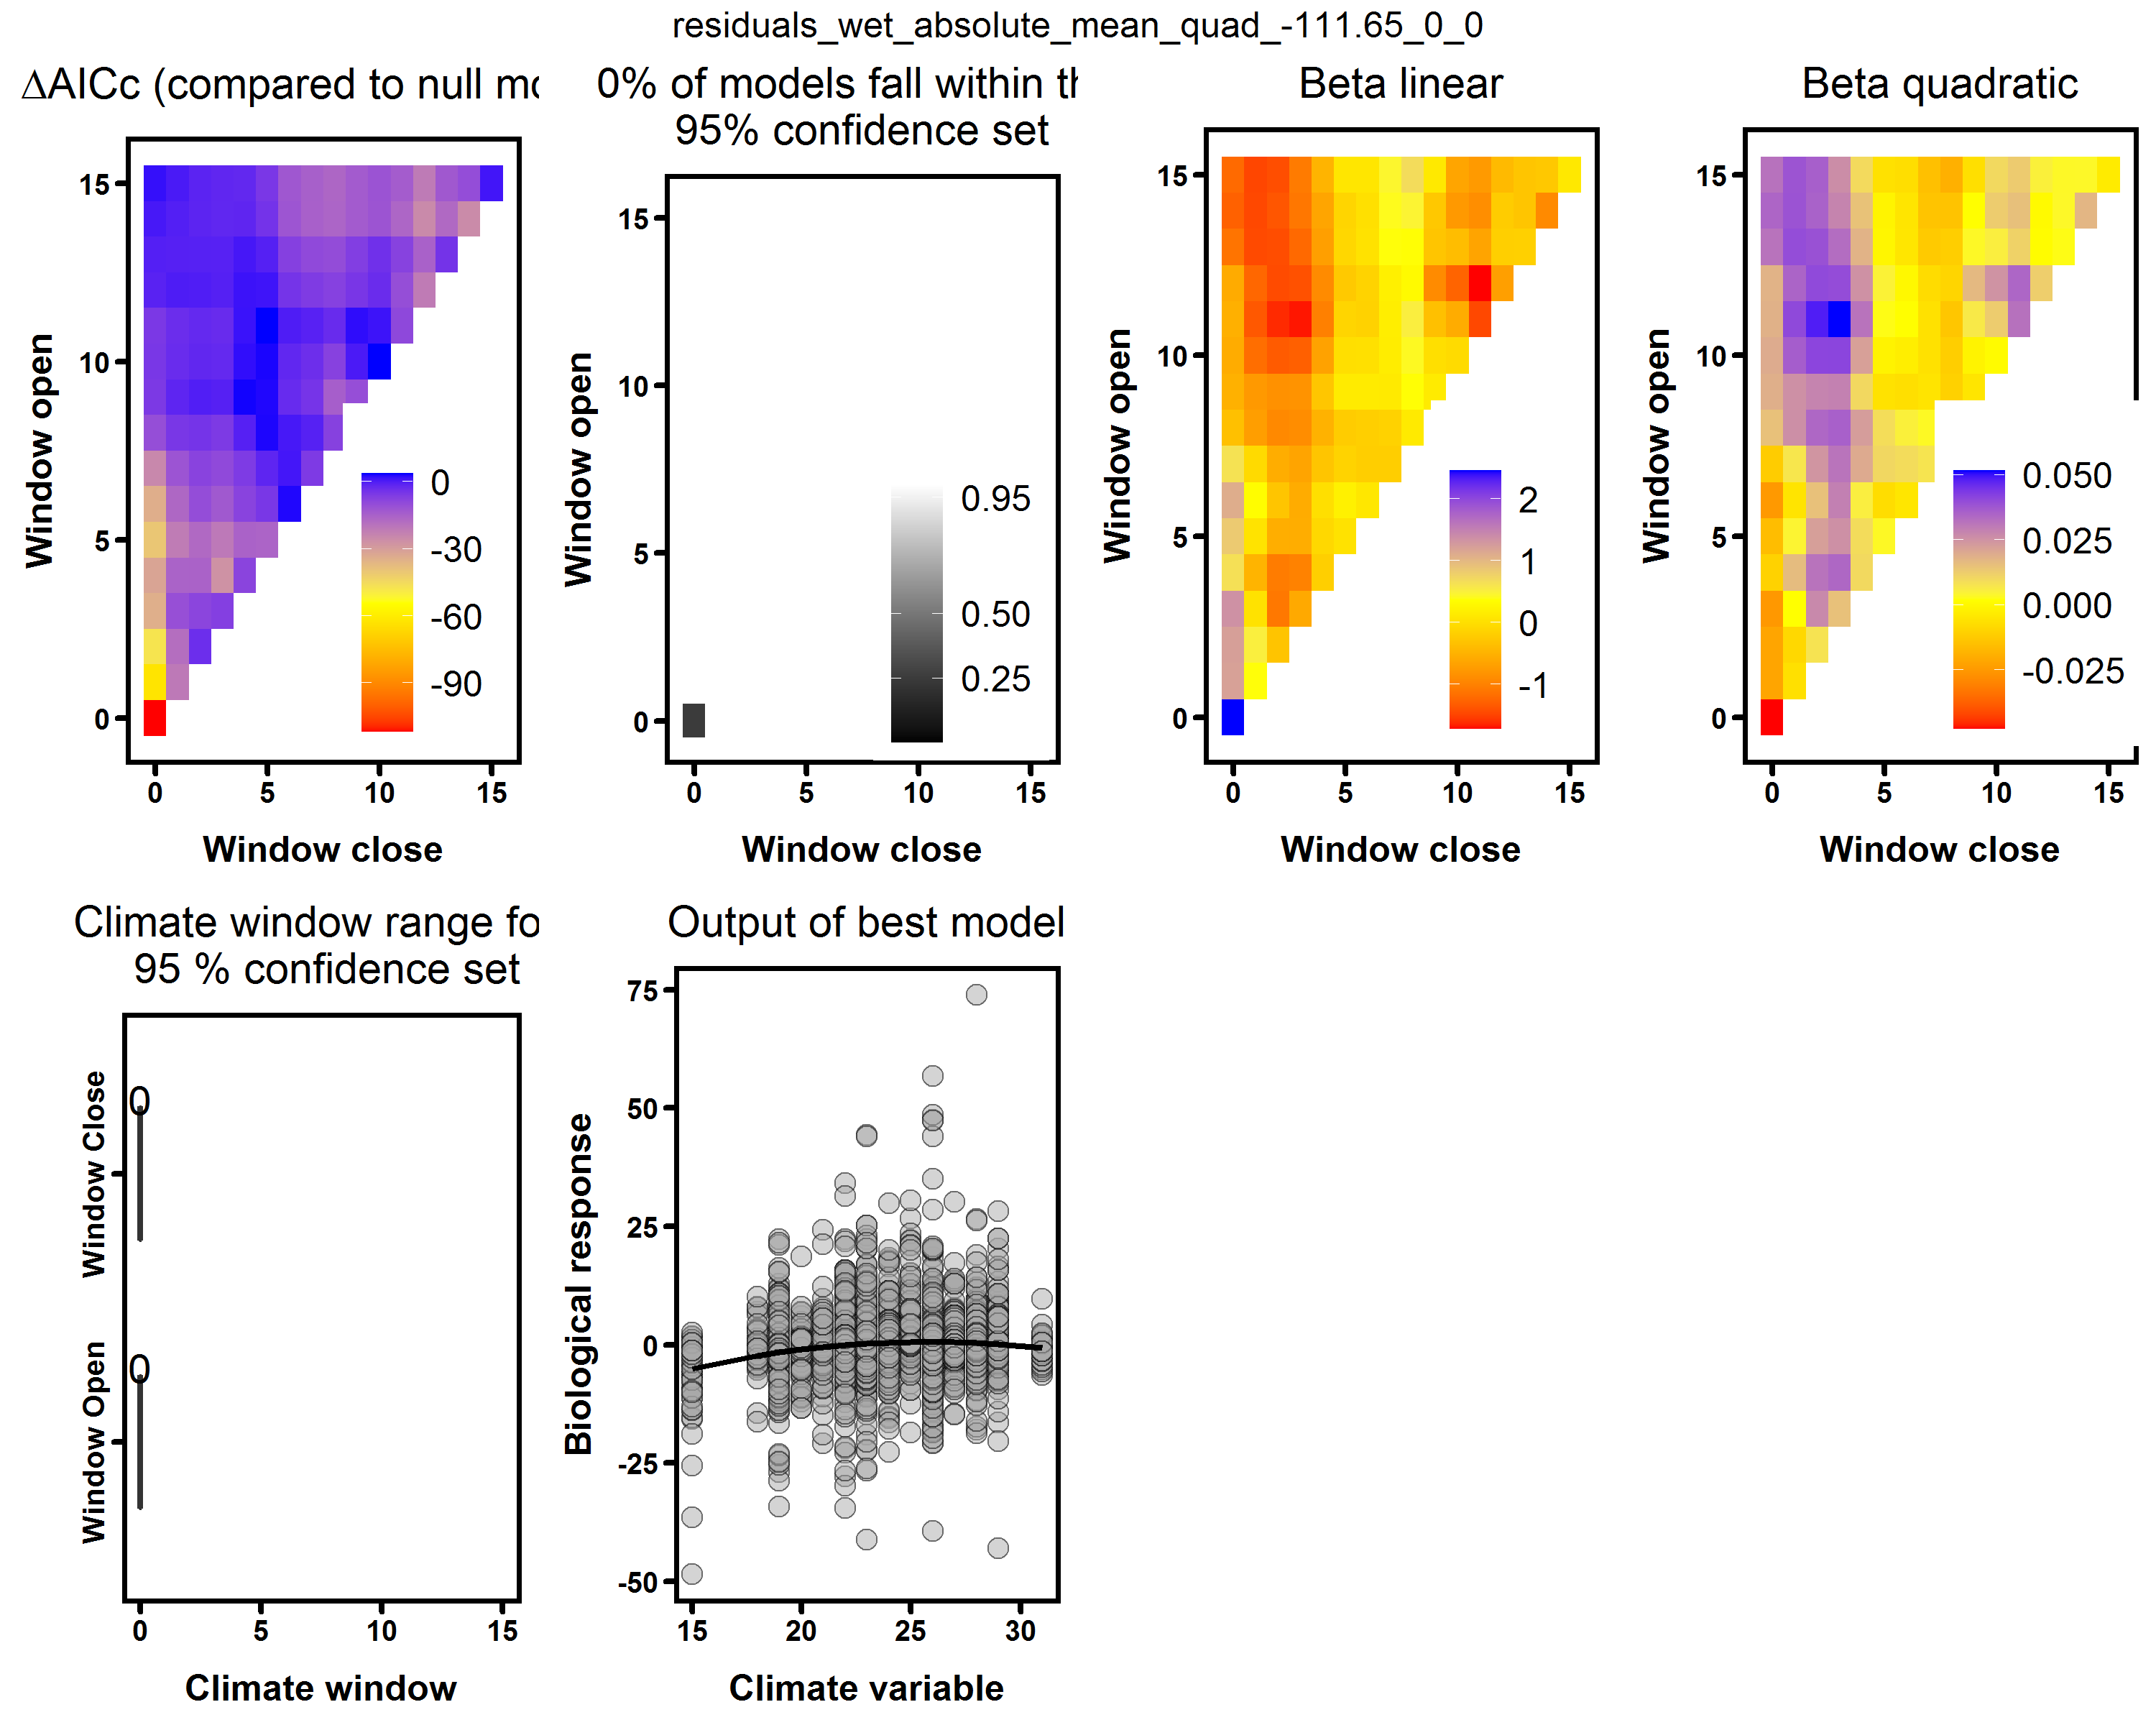 residuals_wet_absolute_mean_quad_-111.65_0_0
ΔAICc (compared to null mo
Window open
15
10
5
0
0
-30
-60
-90
0 5 10 15
Window close
0% of models fall within th
95% confidence set
Window open
15
10
5
0
0.95
0.50
0.25
0 5 10 15
Window close
Beta linear
Window open
15
10
5
0
2
1
0
-1
0 5 10 15
Window close
Beta quadratic
Window open
15
10
5
0
0.050
0.025
0.000
-0.025
0 5 10 15
Window close
Climate window range fo
95 % confidence set
Window Close
0
Window Open
0
0 5 10 15
Climate window
Output of best model
Biological response
75
50
25
0
-25
-50
15 20 25 30
Climate variable